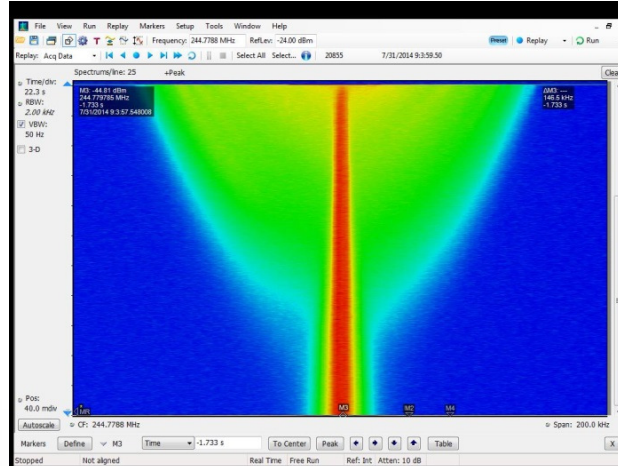 File View Run Replay Markers Setup Tools Window Help
Frequency: 244.7788 MHz RefLev: -24.00 dBm Preset Replay Run
Replay: Acq Data Select All Select... 20855 7/31/2014 9:3:59.50
Spectrums/line: 25 +Peak Clea
Time/div:
22.3 s
RBW:
2.00 kHz
VBW:
50 Hz
3-D
M3: -44.81 dBm
244.779785 MHz
-1.733 s
7/31/2014 9:3:57.548008
ΔM3: ---
146.5 kHz
-1.733 s
Pos:
40.0 mdiv
MR M3 M2 M4
Autoscale CF: 244.7788 MHz Span: 200.0 kHz
Markers Define M3 Time -1.733 s To Center Peak Table X
Stopped Not aligned Real Time Free Run Ref: Int Atten: 10 dB